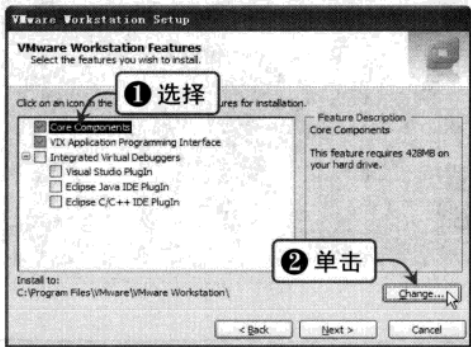 VMware Workstation Setup
VMware Workstation Features
Select the features you wish to install.
❶选择
Click on an icon in the ures for installation.
Core Components
VIX Application Programming Interface
Integrated Virtual Debuggers
Visual Studio PlugIn
Eclipse Java IDE PlugIn
Eclipse C/C++ IDE PlugIn
Feature Description
Core Components
This feature requires 428MB on
your hard drive.
❷单击
Install to:
C:\Program Files\VMware\VMware Workstation\
Change...
< Back
Next >
Cancel